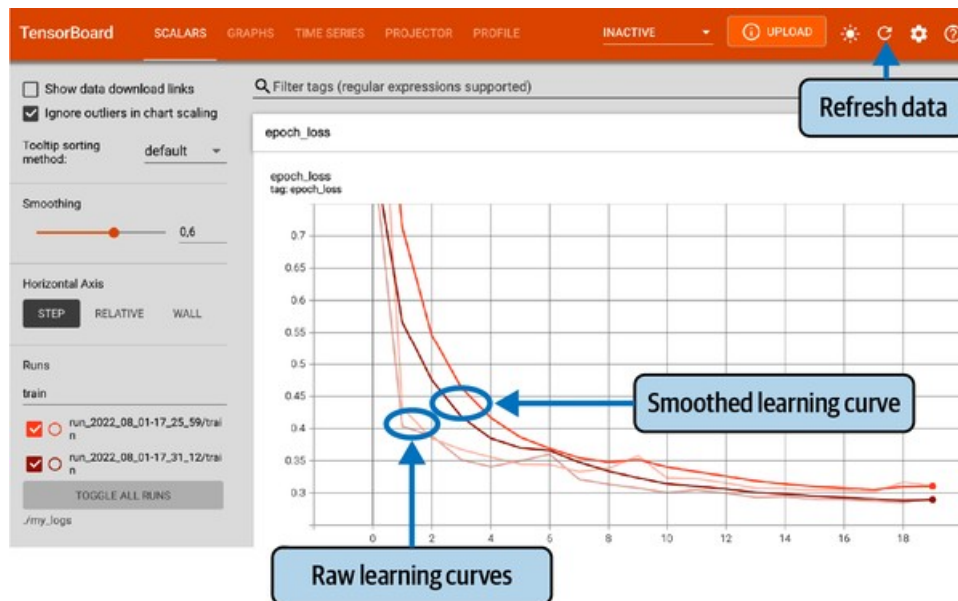 TensorBoard SCALARS GRAPHS TIME SERIES PROJECTOR PROFILE INACTIVE UPLOAD
Show data download links
Ignore outliers in chart scaling
Tooltip sorting
method:
default
Smoothing
0,6
Horizontal Axis
STEP RELATIVE WALL
Runs
train
run_2022_08_01-17_25_59/trai
n
run_2022_08_01-17_31_12/trai
n
TOGGLE ALL RUNS
./my_logs
Filter tags (regular expressions supported)
Refresh data
epoch_loss
epoch_loss
tag: epoch_loss
0.7
0.65
0.6
0.55
0.5
0.45
0.4
0.35
0.3
Smoothed learning curve
0 2 4 6 8 10 12 14 16 18
Raw learning curves